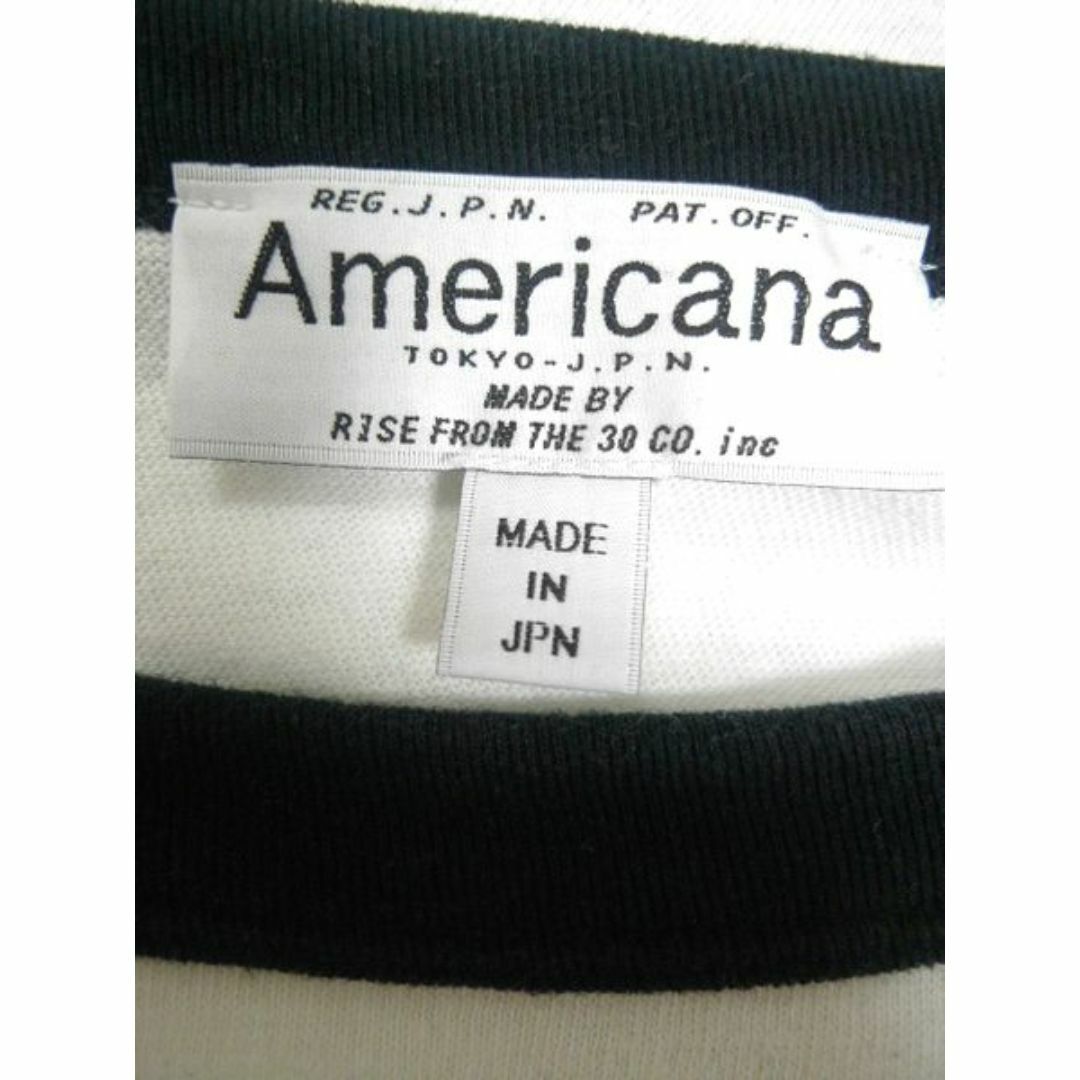 REG.J.P.N. PAT.OFF.
Americana
TOKYO-J.P.N.
MADE BY
RISE FROM THE 30 CO. inc
MADE
IN
JPN